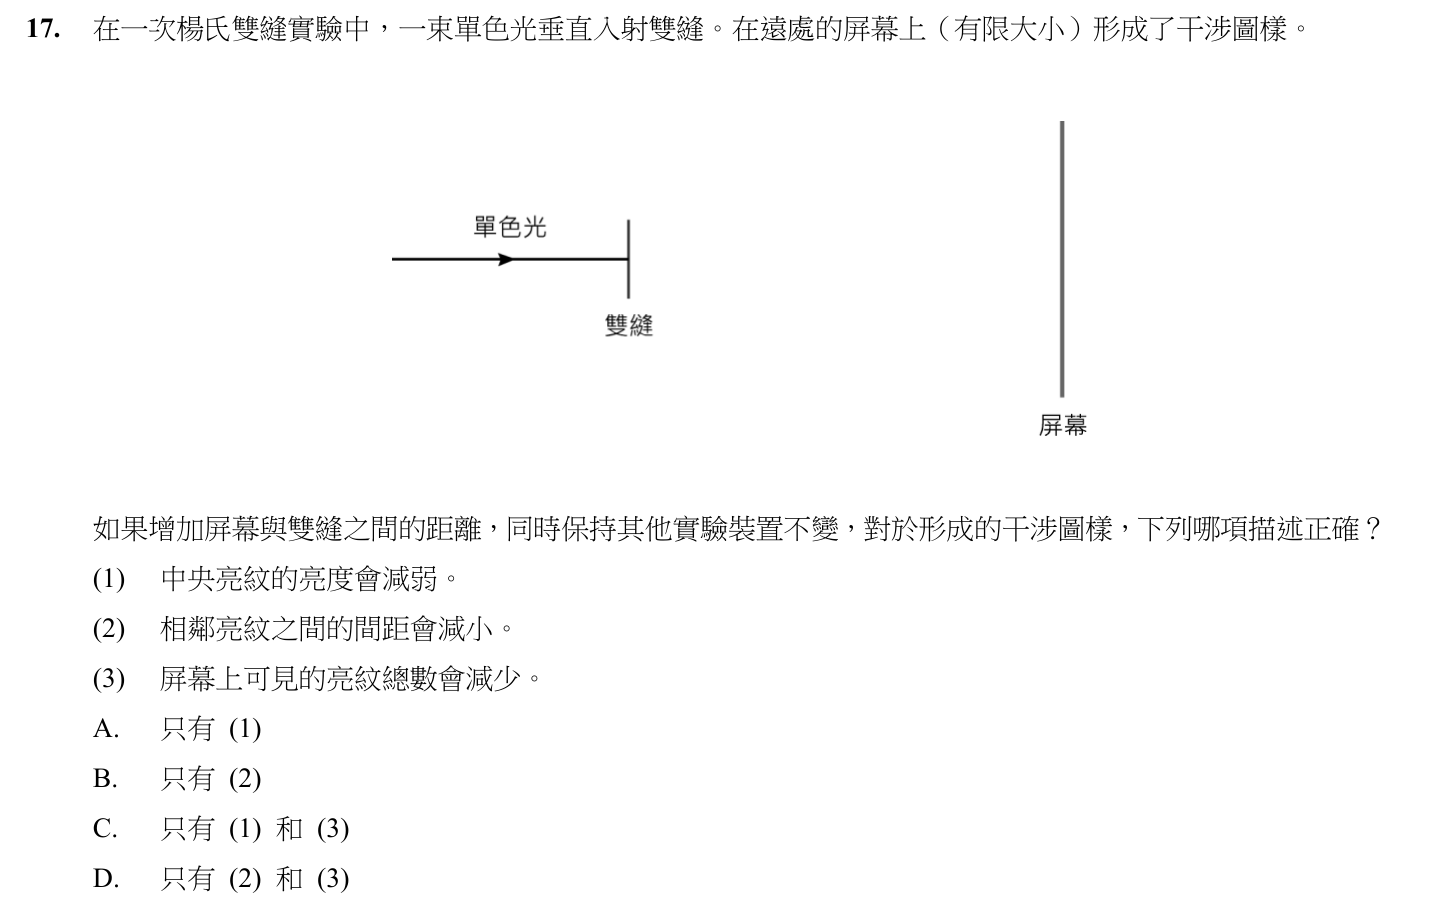 17. 在一次楊氏雙縫實驗中，一束單色光垂直入射雙縫。在遠處的屏幕上（有限大小）形成了干涉圖樣。
單色光
雙縫
屏幕
如果增加屏幕與雙縫之間的距離，同時保持其他實驗裝置不變，對於形成的干涉圖樣，下列哪項描述正確？
(1) 中央亮紋的亮度會減弱。
(2) 相鄰亮紋之間的間距會減小。
(3) 屏幕上可見的亮紋總數會減少。
A. 只有 (1)
B. 只有 (2)
C. 只有 (1) 和 (3)
D. 只有 (2) 和 (3)